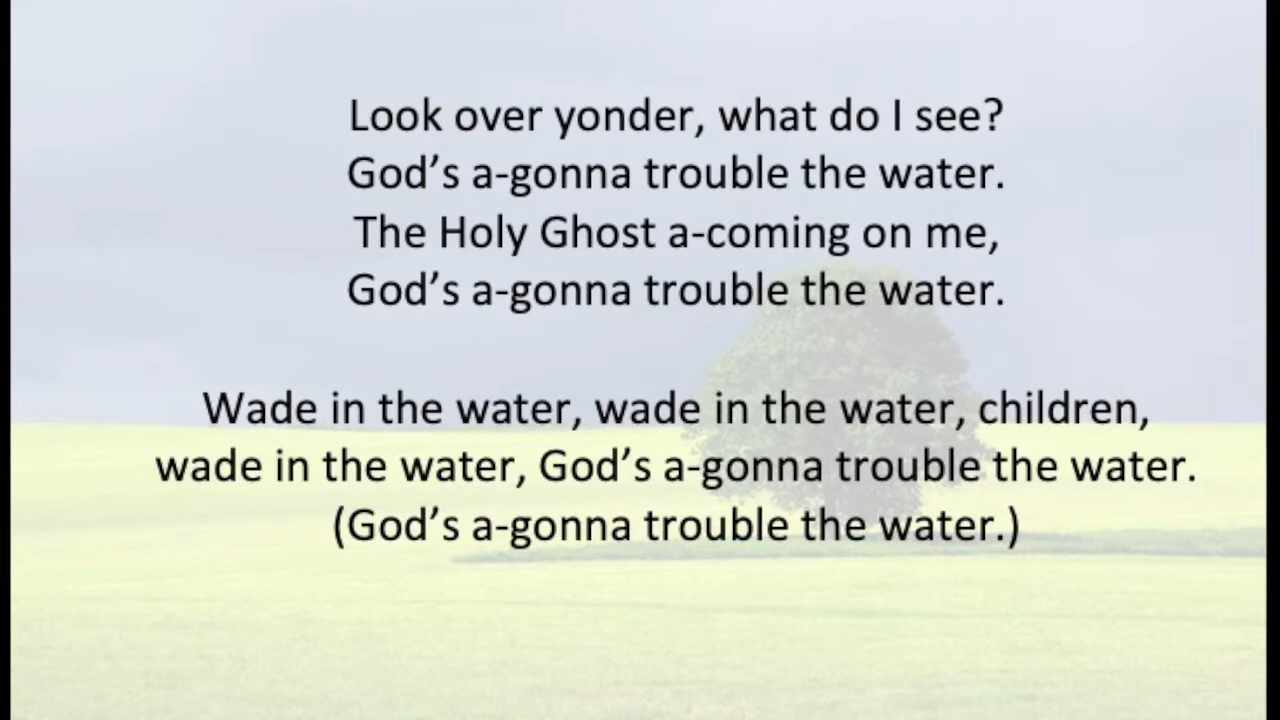 Look over yonder, what do I see?
God’s a-gonna trouble the water.
The Holy Ghost a-coming on me,
God’s a-gonna trouble the water.
Wade in the water, wade in the water, children,
wade in the water, God’s a-gonna trouble the water.
(God’s a-gonna trouble the water.)